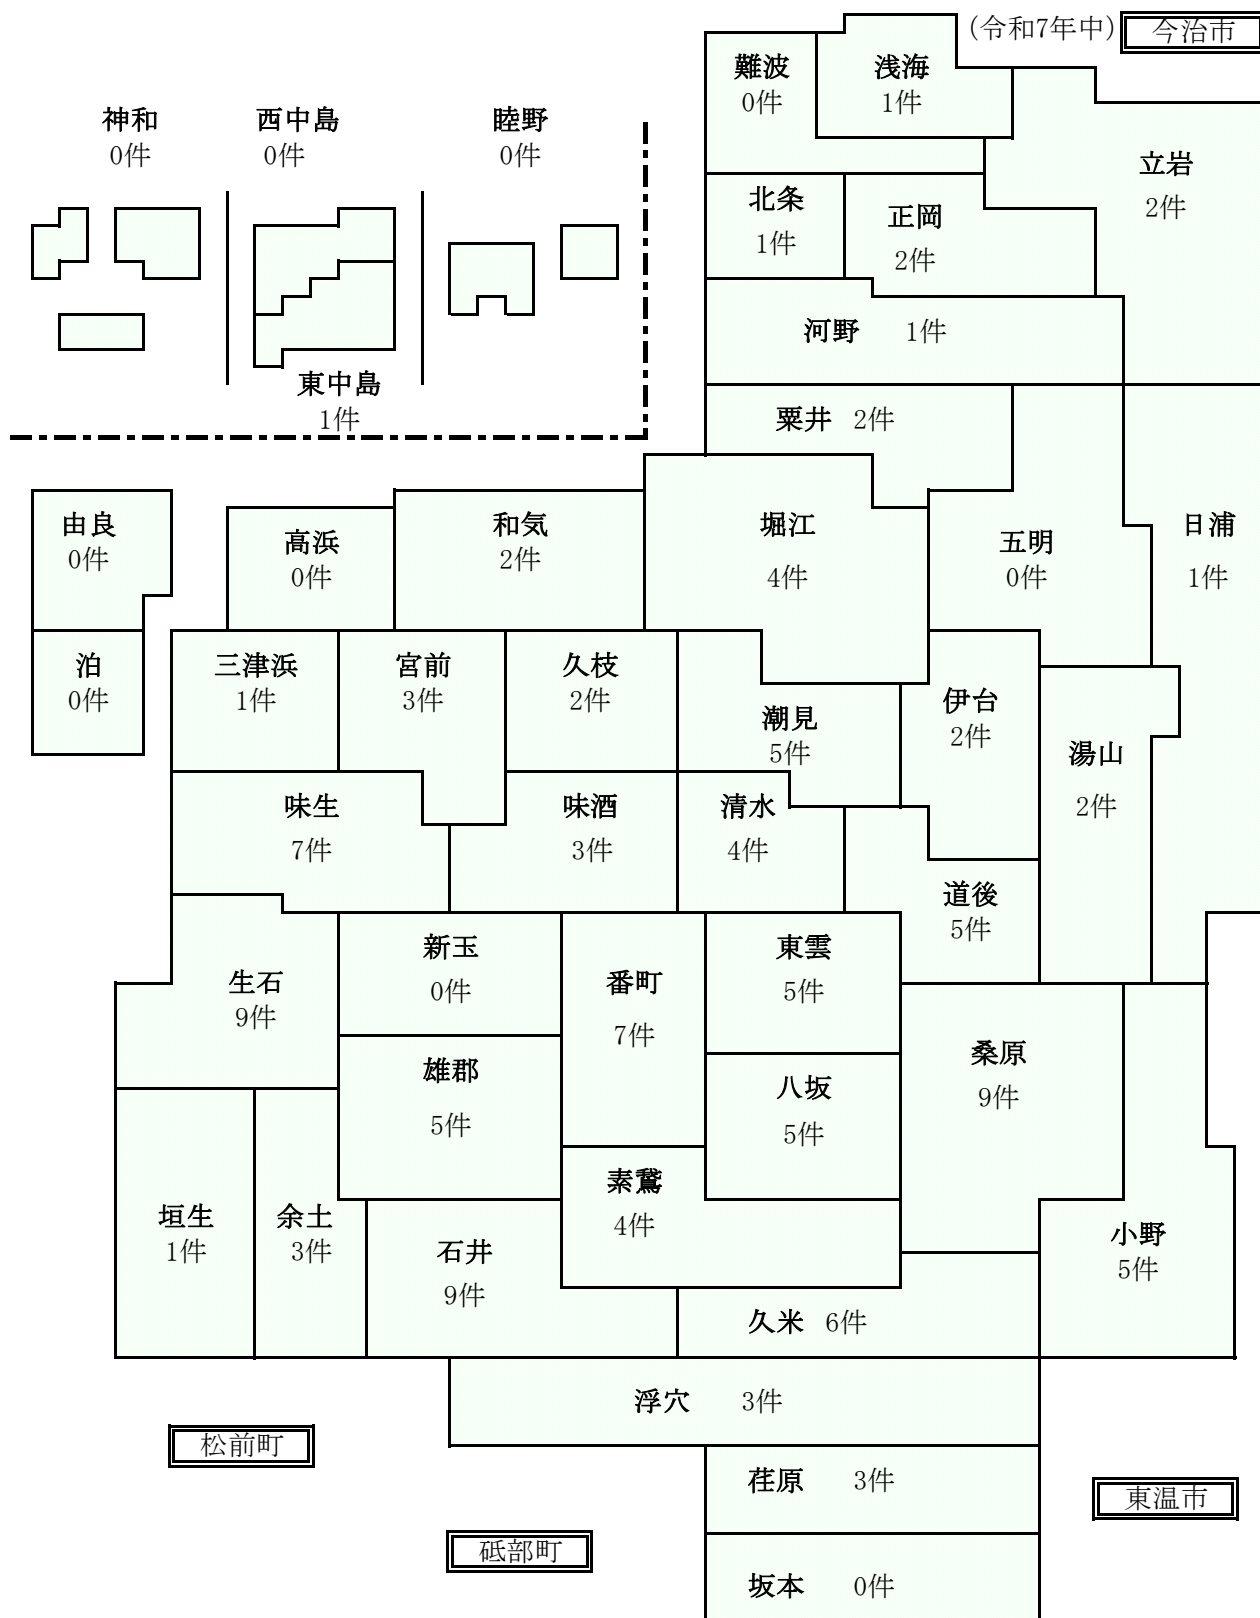 (令和7年中)
今治市
難波
0件
浅海
1件
神和
0件
西中島
0件
睦野
0件
立岩
2件
北条
1件
正岡
2件
河野 1件
東中島
1件
粟井 2件
由良
0件
高浜
0件
和気
2件
堀江
4件
五明
0件
日浦
1件
泊
0件
三津浜
1件
宮前
3件
久枝
2件
潮見
5件
伊台
2件
湯山
2件
味生
7件
味酒
3件
清水
4件
道後
5件
生石
9件
新玉
0件
番町
7件
東雲
5件
桑原
9件
雄郡
5件
八坂
5件
素鵞
4件
垣生
1件
余土
3件
石井
9件
小野
5件
久米 6件
浮穴 3件
松前町
荏原 3件
東温市
砥部町
坂本 0件